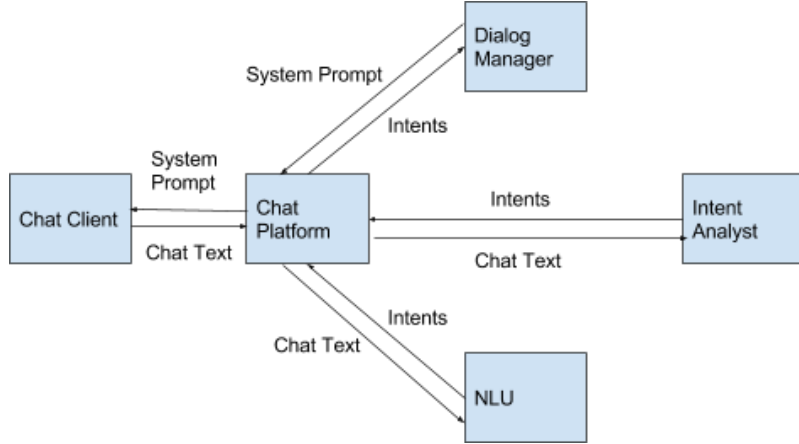 Dialog
Manager
System Prompt
Intents
System
Prompt
Chat Client
Chat
Platform
Chat Text
Intents
Intent
Analyst
Chat Text
Intents
Chat Text
NLU